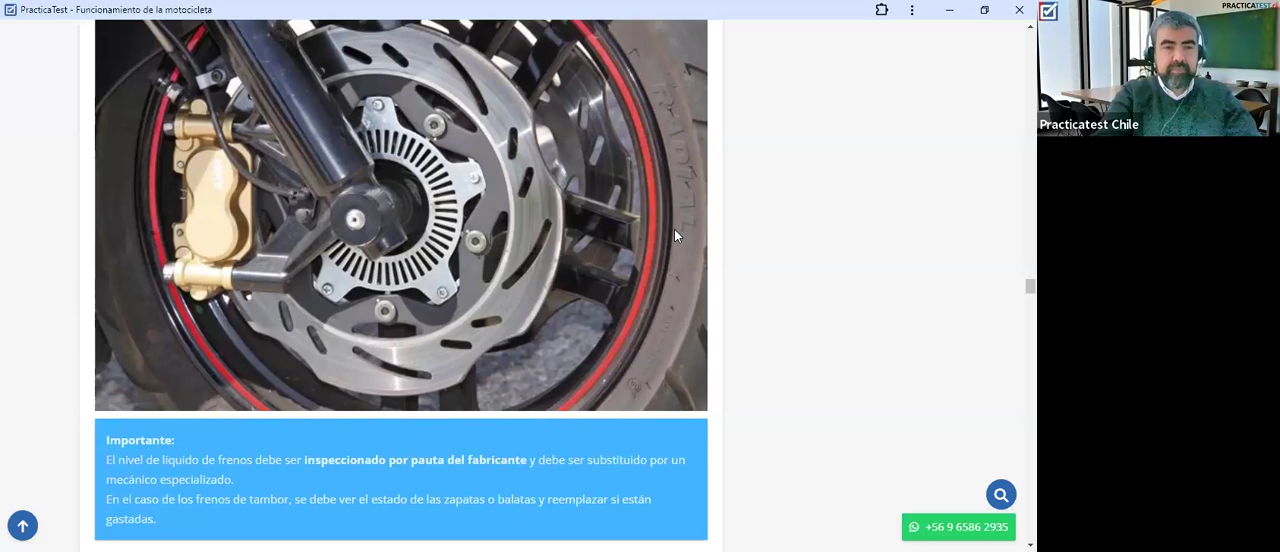 PracticaTest - Funcionamiento de la motocicleta
PRACTICATEST
Practicatest Chile
Importante:
El nivel de líquido de frenos debe ser inspeccionado por pauta del fabricante y debe ser substituido por un
mecánico especializado.
En el caso de los frenos de tambor, se debe ver el estado de las zapatas o balatas y reemplazar si están
gastadas.
+56 9 6586 2935